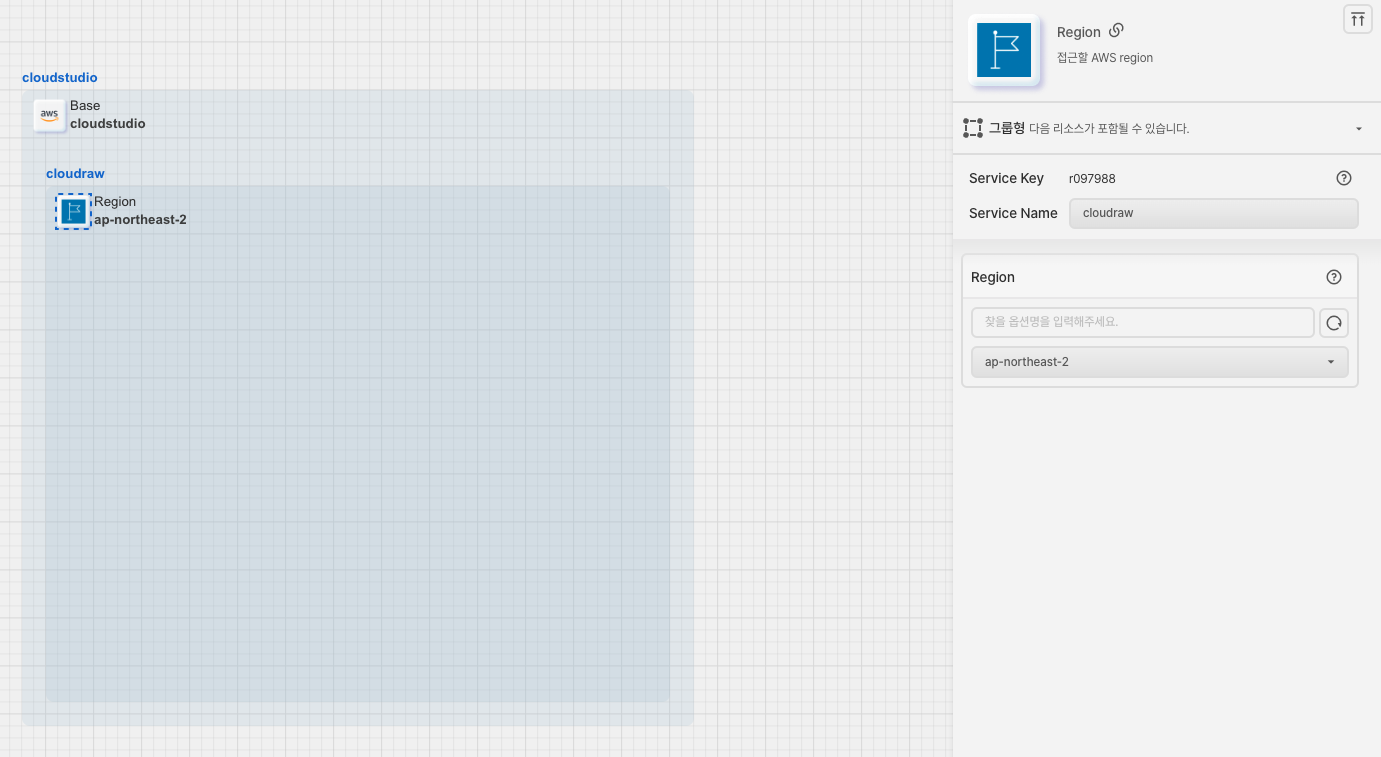 cloudstudio
aws
Base
cloudstudio
cloudraw
Region
ap-northeast-2
Region
접근할 AWS region
그룹형 다음 리소스가 포함될 수 있습니다.
Service Key r097988
Service Name cloudraw
Region
찾을 옵션명을 입력해주세요.
ap-northeast-2